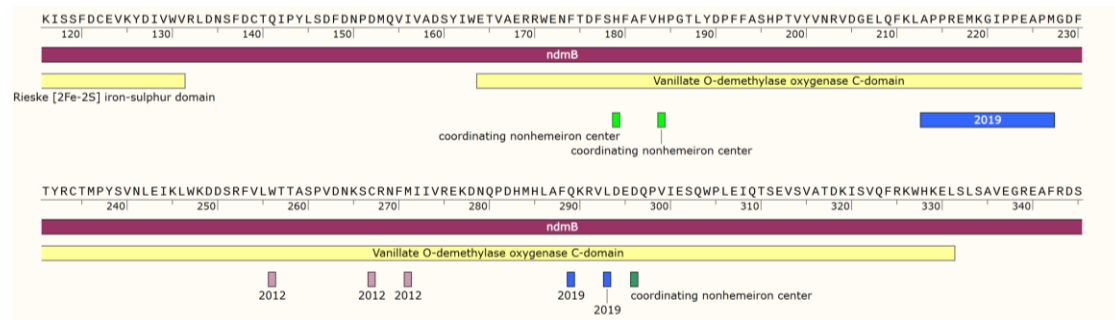 KISSFDCEVKYDIVWVRLDNSFDCTQIPYLSDFDNPDMQVIVADSYIWETVAERRWENFTDFSHFAFVHPGTLYDPFFASHPTVYVNRVDGELQFKLAPPREMKGIPPEAPMGDF
120 130 140 150 160 170 180 190 200 210 220 230
ndmB
Vanillate O-demethylase oxygenase C-domain
Rieske [2Fe-2S] iron-sulphur domain
2019
coordinating nonhemeiron center
coordinating nonhemeiron center
TYRCTMPYSVNLEIKLWKDDSRFVLWTTASPVDNKSCRNFMIIVREKDNQPDHMHLAFQKRVLDEDQPVIESQWPLEIQTSEVSVATDKISVQFRKWHKELSLSAVEGREAFRDS
240 250 260 270 280 290 300 310 320 330 340
ndmB
Vanillate O-demethylase oxygenase C-domain
2012 2012 2012 2019 coordinating nonhemeiron center
2019